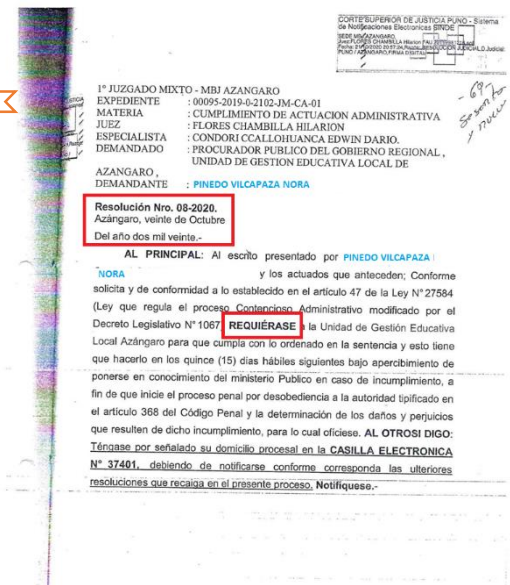 CORTE SUPERIOR DE JUSTICIA PUNO - Sistema
de Notificaciones Electronicas SINOE
SEDE MBJ AZANGARO,
- 69 -
Sesenta
y nueve
1º JUZGADO MIXTO - MBJ AZANGARO
EXPEDIENTE : 00095-2019-0-2102-JM-CA-01
MATERIA : CUMPLIMIENTO DE ACTUACION ADMINISTRATIVA
JUEZ : FLORES CHAMBILLA HILARION
ESPECIALISTA : CONDORI CCALLOHUANCA EDWIN DARIO.
DEMANDADO : PROCURADOR PUBLICO DEL GOBIERNO REGIONAL ,
UNIDAD DE GESTION EDUCATIVA LOCAL DE
AZANGARO ,
DEMANDANTE : PINEDO VILCAPAZA NORA
Resolución Nro. 08-2020.
Azángaro, veinte de Octubre
Del año dos mil veinte.-
AL PRINCIPAL: Al escrito presentado por PINEDO VILCAPAZA
NORA y los actuados que anteceden; Conforme
solicita y de conformidad a lo establecido en el artículo 47 de la Ley N° 27584
(Ley que regula el proceso Contencioso Administrativo modificado por el
Decreto Legislativo N° 1067) REQUIÉRASE a la Unidad de Gestión Educativa
Local Azángaro para que cumpla con lo ordenado en la sentencia y esto tiene
que hacerlo en los quince (15) días hábiles siguientes bajo apercibimiento de
ponerse en conocimiento del ministerio Publico en caso de incumplimiento, a
fin de que inicie el proceso penal por desobediencia a la autoridad tipificado en
el articulo 368 del Código Penal y la determinación de los daños y perjuicios
que resulten de dicho incumplimiento, para lo cual ofíciese. AL OTROSI DIGO:
Téngase por señalado su domicilio procesal en la CASILLA ELECTRONICA
N° 37401, debiendo de notificarse conforme corresponda las ulteriores
resoluciones que recaiga en el presente proceso. Notifíquese.-